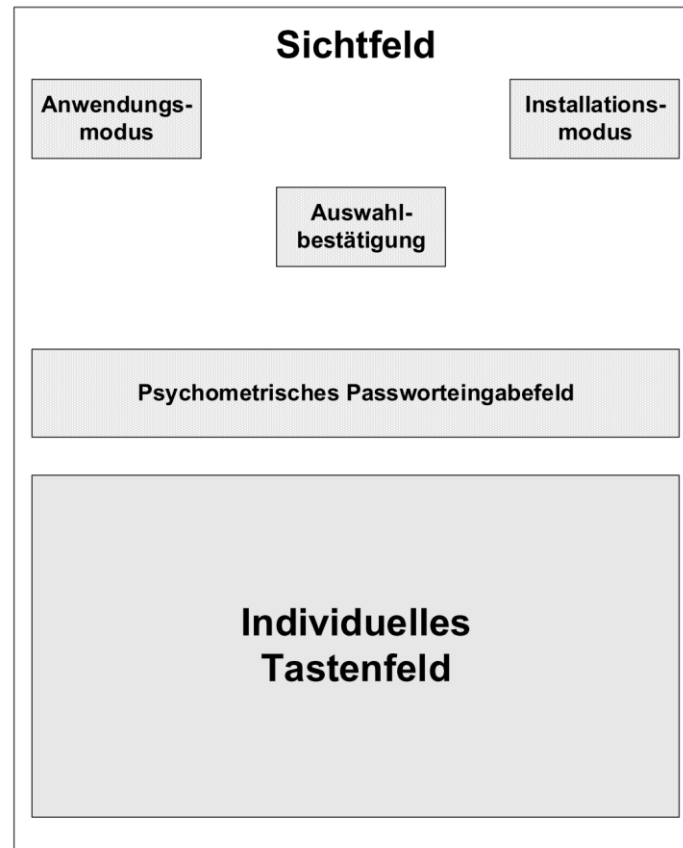 Sichtfeld
Anwendungs-
modus
Installations-
modus
Auswahl-
bestätigung
Psychometrisches Passworteingabefeld
Individuelles
Tastenfeld